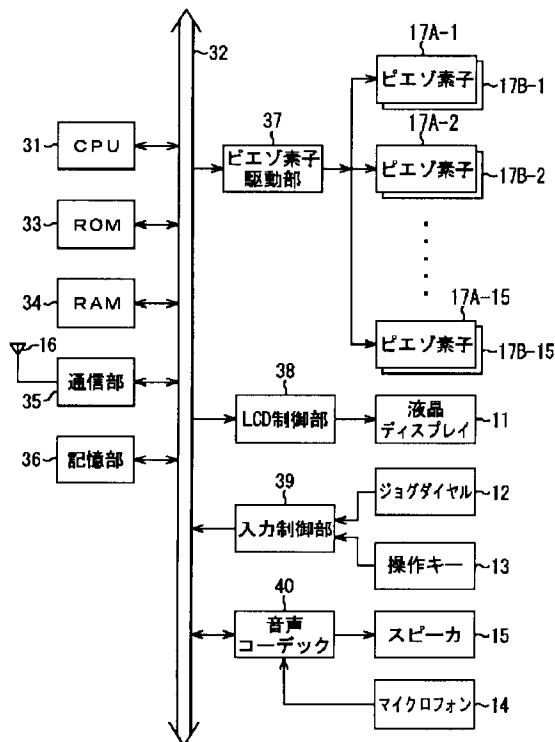 32
31
CPU
33
ROM
34
RAM
16
35
通信部
36
記憶部
37
ピエゾ素子
駆動部
17A-1
ピエゾ素子
17B-1
17A-2
ピエゾ素子
17B-2
17A-15
ピエゾ素子
17B-15
38
LCD制御部
液晶
ディスプレイ
11
39
入力制御部
ジョグダイヤル
12
操作キー
13
40
音声
コーデック
スピーカ
15
マイクロフォン
14